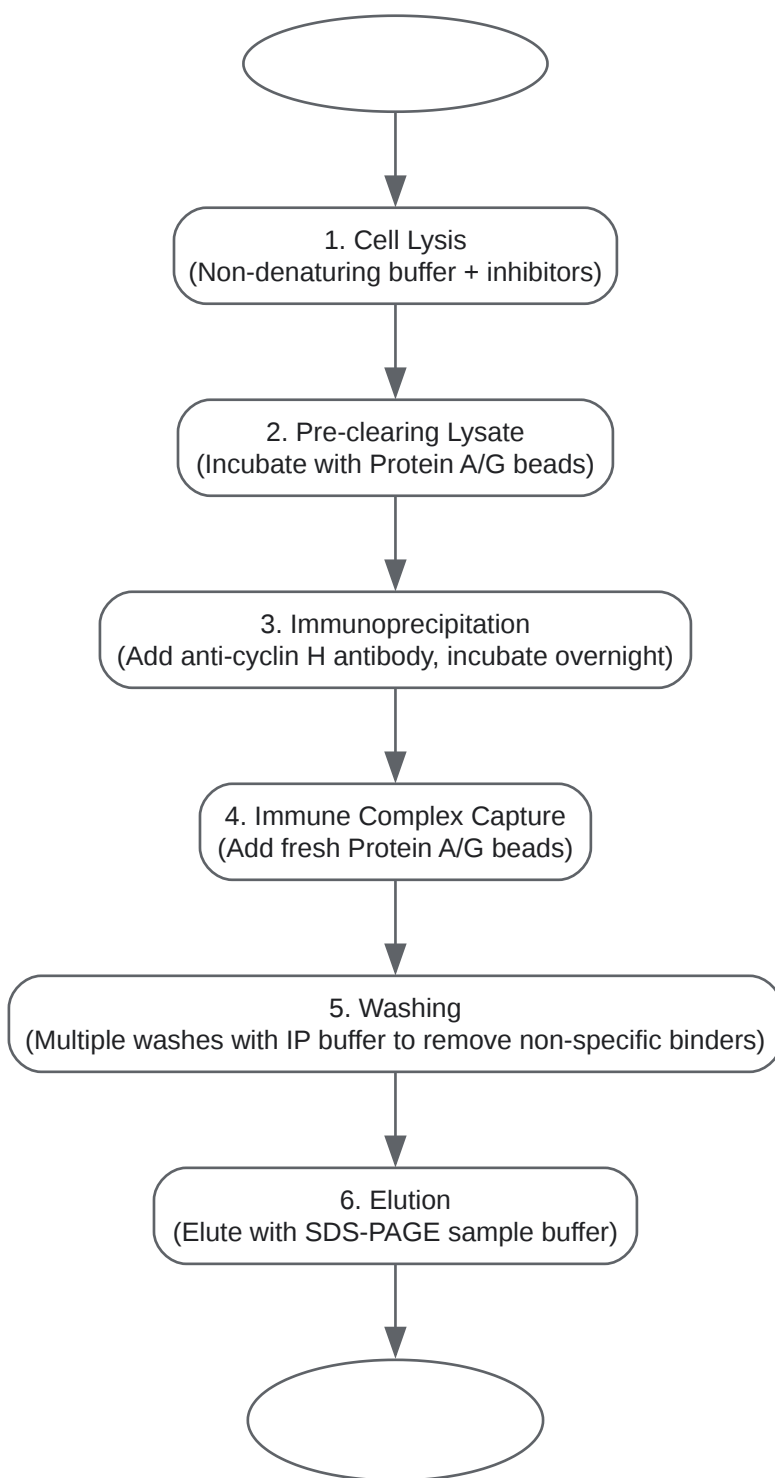 1. Cell Lysis
(Non-denaturing buffer + inhibitors)
2. Pre-clearing Lysate
(Incubate with Protein A/G beads)
3. Immunoprecipitation
(Add anti-cyclin H antibody, incubate overnight)
4. Immune Complex Capture
(Add fresh Protein A/G beads)
5. Washing
(Multiple washes with IP buffer to remove non-specific binders)
6. Elution
(Elute with SDS-PAGE sample buffer)